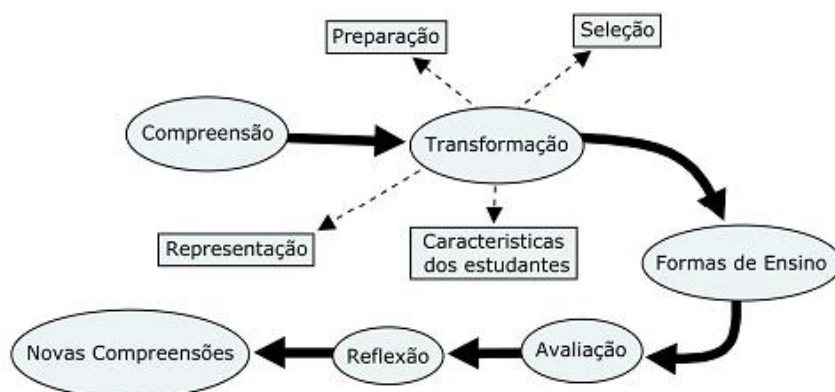 Preparação
Seleção
Compreensão
Transformação
Representação
Caracteristicas
dos estudantes
Formas de Ensino
Avaliação
Reflexão
Novas Compreensões